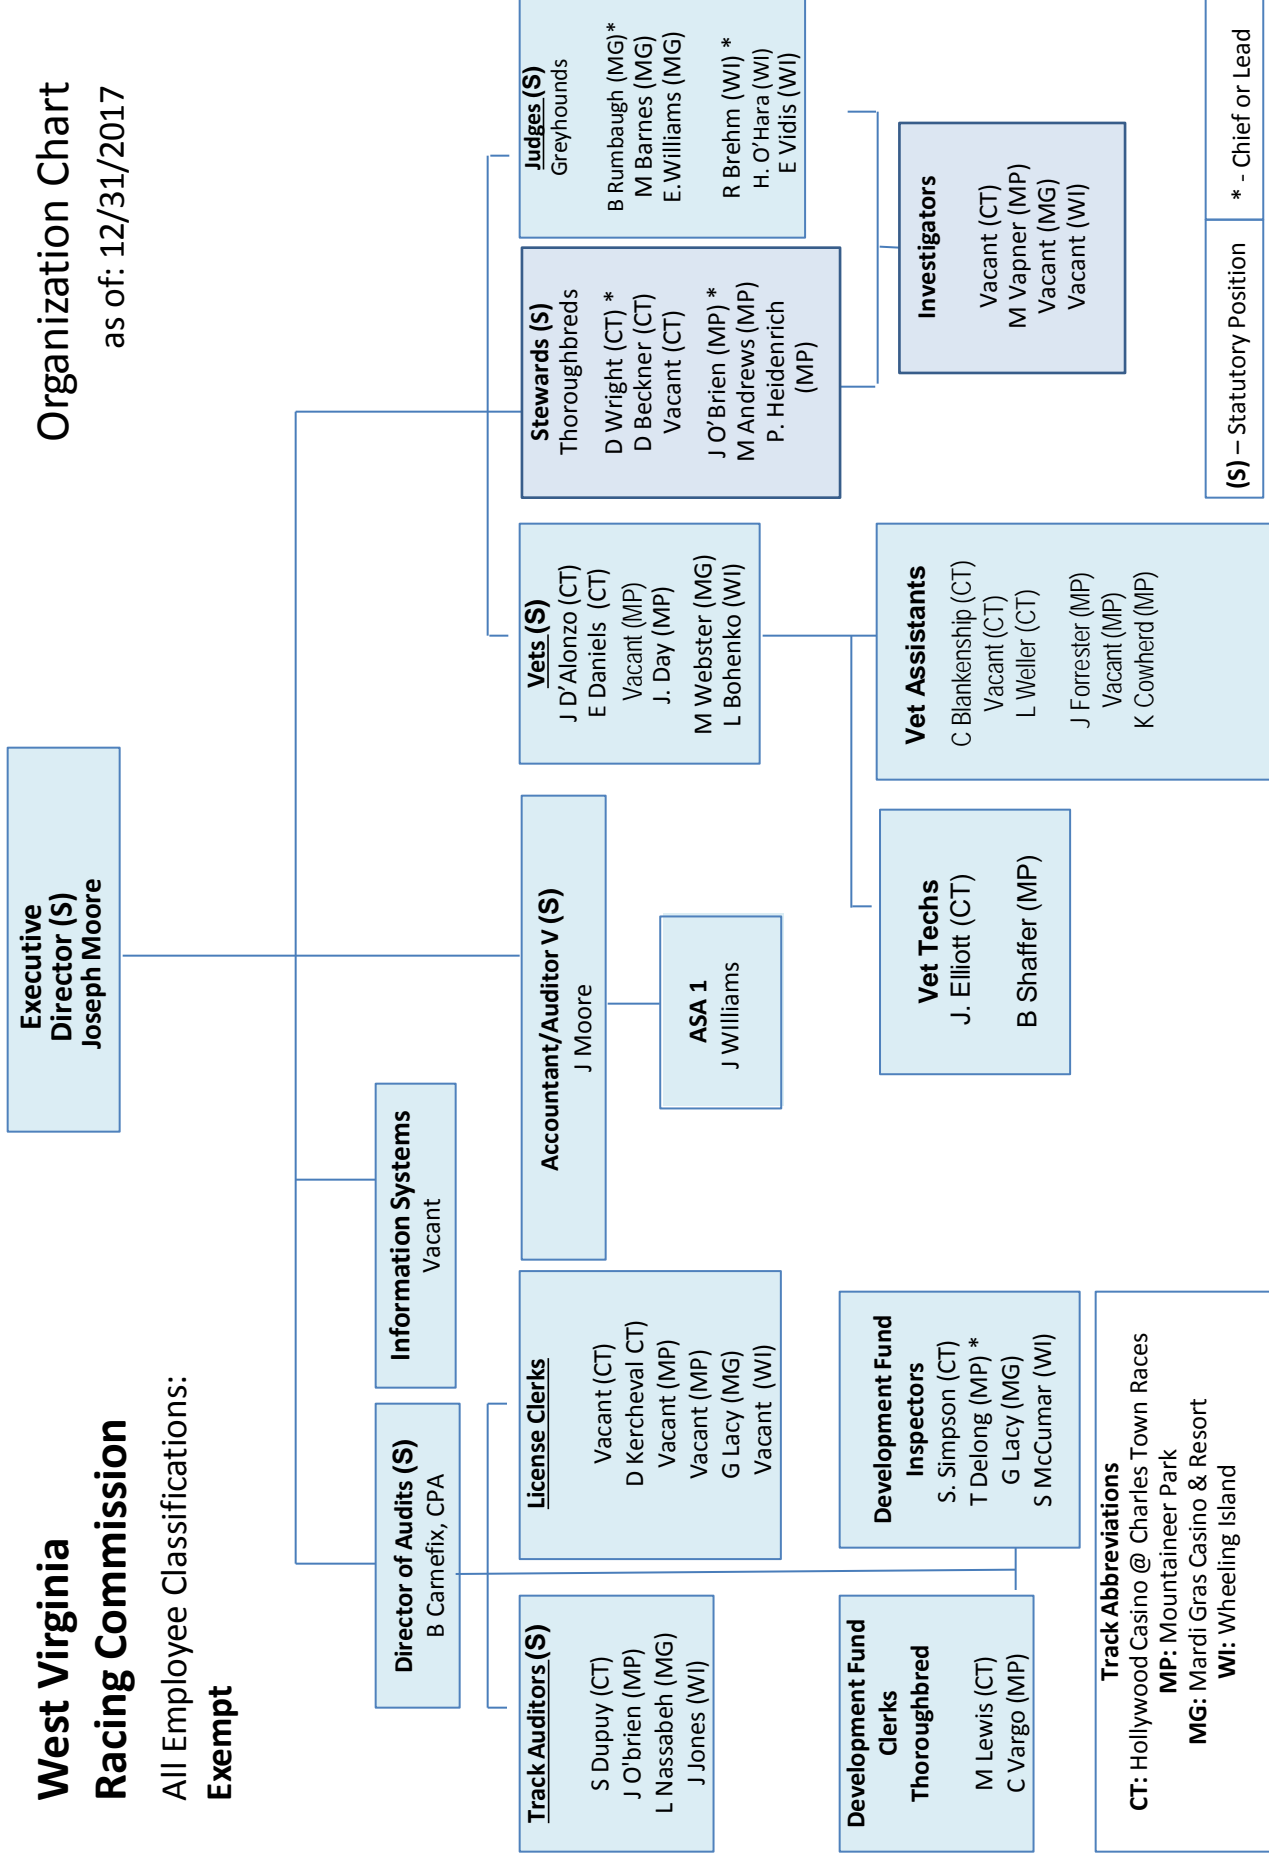 West Virginia
Racing Commission
All Employee Classifications:
Exempt
Organization Chart
as of: 12/31/2017
Executive
Director (S)
Joseph Moore
Director of Audits (S)
B Carnefix, CPA
Information Systems
Vacant
Track Auditors (S)
S Dupuy (CT)
J O'brien (MP)
L Nassabeh (MG)
J Jones (WI)
License Clerks
Vacant (CT)
D Kercheval CT)
Vacant (MP)
Vacant (MP)
G Lacy (MG)
Vacant (WI)
Accountant/Auditor V (S)
J Moore
ASA 1
J WIlliams
Vets (S)
J D'Alonzo (CT)
E Daniels (CT)
Vacant (MP)
J. Day (MP)
M Webster (MG)
L Bohenko (WI)
Stewards (S)
Thoroughbreds
D Wright (CT) *
D Beckner (CT)
Vacant (CT)
J O’Brien (MP) *
M Andrews (MP)
P. Heidenrich
(MP)
Judges (S)
Greyhounds
B Rumbaugh (MG)*
M Barnes (MG)
E.Williams (MG)
R Brehm (WI) *
H. O’Hara (WI)
E Vidis (WI)
Development Fund
Clerks
Thoroughbred
M Lewis (CT)
C Vargo (MP)
Development Fund
Inspectors
S. Simpson (CT)
T Delong (MP) *
G Lacy (MG)
S McCumar (WI)
Vet Techs
J. Elliott (CT)
B Shaffer (MP)
Vet Assistants
C Blankenship (CT)
Vacant (CT)
L Weller (CT)
J Forrester (MP)
Vacant (MP)
K Cowherd (MP)
Investigators
Vacant (CT)
M Vapner (MP)
Vacant (MG)
Vacant (WI)
Track Abbreviations
CT: Hollywood Casino @ Charles Town Races
MP: Mountaineer Park
MG: Mardi Gras Casino & Resort
WI: Wheeling Island
(S) – Statutory Position
* - Chief or Lead